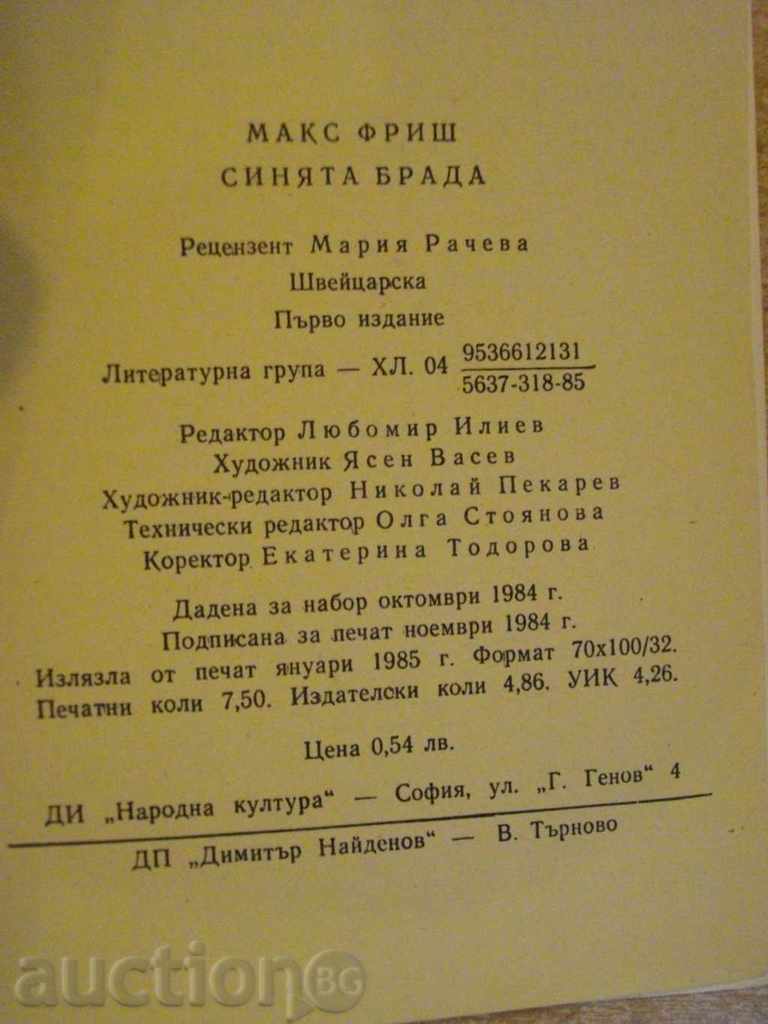 МАКС ФРИШ
СИНЯТА БРАДА
Рецензент Мария Рачева
Швейцарска
Първо издание
Литературна група — ХЛ. 04 9536612131
5637-318-85
Редактор Любомир Илиев
Художник Ясен Васев
Художник-редактор Николай Пекарев
Технически редактор Олга Стоянова
Коректор Екатерина Тодорова
Дадена за набор октомври 1984 г.
Подписана за печат ноември 1984 г.
Излязла от печат януари 1985 г. Формат 70x100/32.
Печатни коли 7,50. Издателски коли 4,86. УИК 4,26.
Цена 0,54 лв.
ДИ „Народна култура“ — София, ул. „Г. Генов“ 4
ДП „Димитър Найденов“ — В. Търново
auctionBG